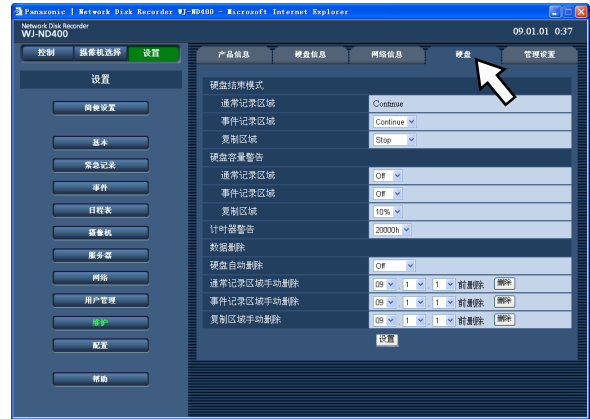 Panasonic | Network Disk Recorder WJ-ND400 - Microsoft Internet Explorer
Network Disk Recorder
WJ-ND400
09.01.01 0:37
控制 摄像机选择 设置
产品信息 硬盘信息 网络信息 硬盘 管理设置
设置
简便设置
基本
紧急记录
事件
日程表
摄像机
服务器
网络
用户管理
维护
配置
帮助
硬盘结束模式
通常记录区域 Continue
事件记录区域 Continue
复制区域 Stop
硬盘容量警告
通常记录区域 Off
事件记录区域 Off
复制区域 10%
计时器警告 20000h
数据删除
硬盘自动删除 Off
通常记录区域手动删除 09 . 1 . 1 前删除 删除
事件记录区域手动删除 09 . 1 . 1 前删除 删除
复制区域手动删除 09 . 1 . 1 前删除 删除
设置